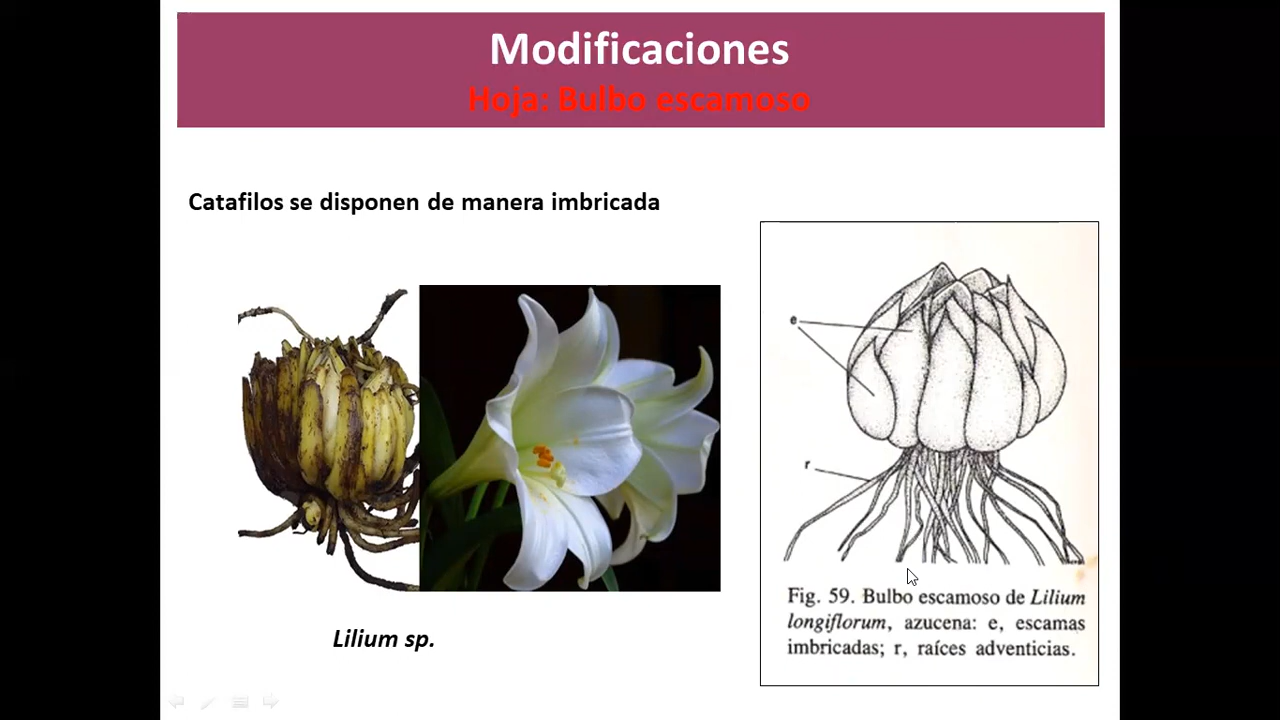 Modificaciones
Hoja: Bulbo escamoso
Catafilos se disponen de manera imbricada
e
r
Fig. 59. Bulbo escamoso de Lilium
longiflorum, azucena: e, escamas
imbricadas; r, raíces adventicias.
Lilium sp.